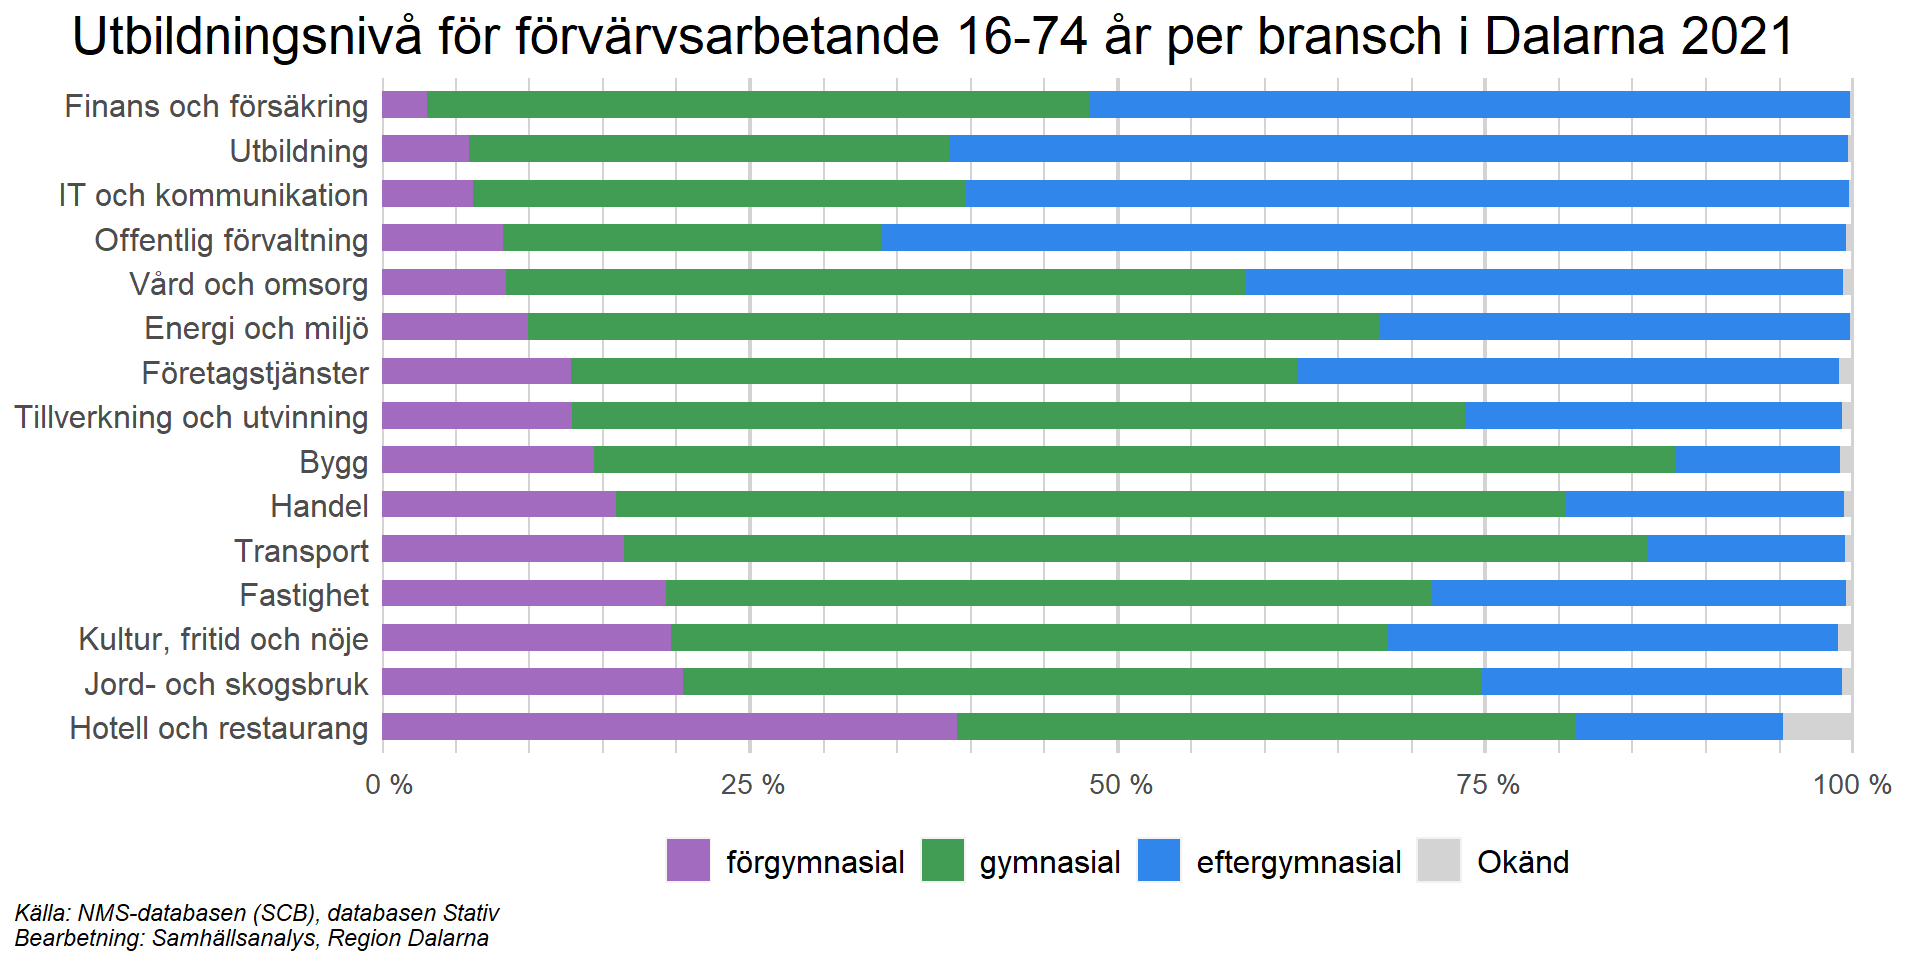 Utbildningsnivå för förvärvsarbetande 16-74 år per bransch i Dalarna 2021
Finans och försäkring
Utbildning
IT och kommunikation
Offentlig förvaltning
Vård och omsorg
Energi och miljö
Företagstjänster
Tillverkning och utvinning
Bygg
Handel
Transport
Fastighet
Kultur, fritid och nöje
Jord- och skogsbruk
Hotell och restaurang
0 % 25 % 50 % 75 % 100 %
förgymnasial gymnasial eftergymnasial Okänd
Källa: NMS-databasen (SCB), databasen Stativ
Bearbetning: Samhällsanalys, Region Dalarna